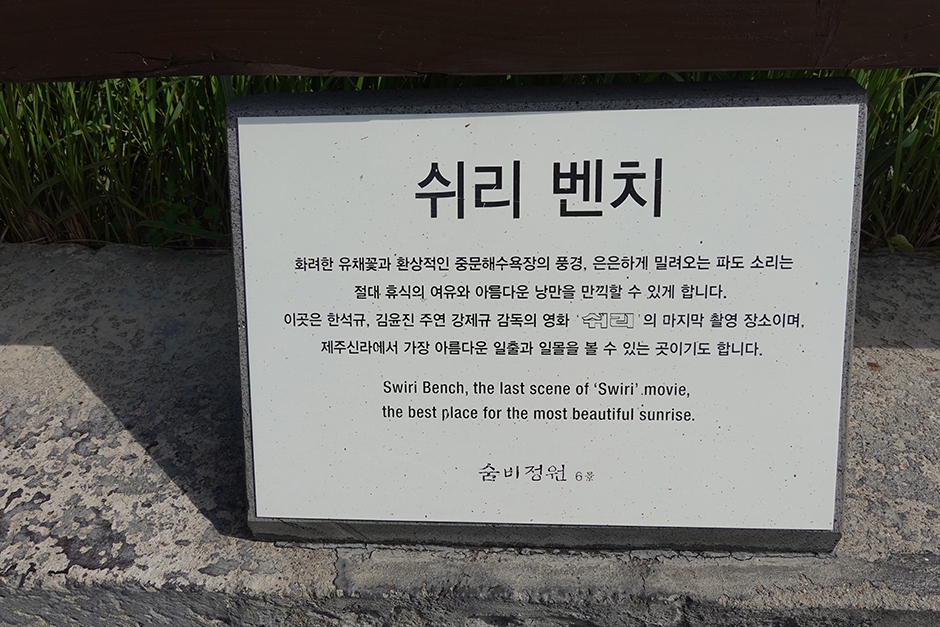 쉬리 벤치
화려한 유채꽃과 환상적인 중문해수욕장의 풍경, 은은하게 밀려오는 파도 소리는
절대 휴식의 여유와 아름다운 낭만을 만끽할 수 있게 합니다.
이곳은 한석규, 김윤진 주연 강제규 감독의 영화 ‘쉬리’의 마지막 촬영 장소이며,
제주신라에서 가장 아름다운 일출과 일몰을 볼 수 있는 곳이기도 합니다.
Swiri Bench, the last scene of ‘Swiri’ movie,
the best place for the most beautiful sunrise.
숨비정원 6景